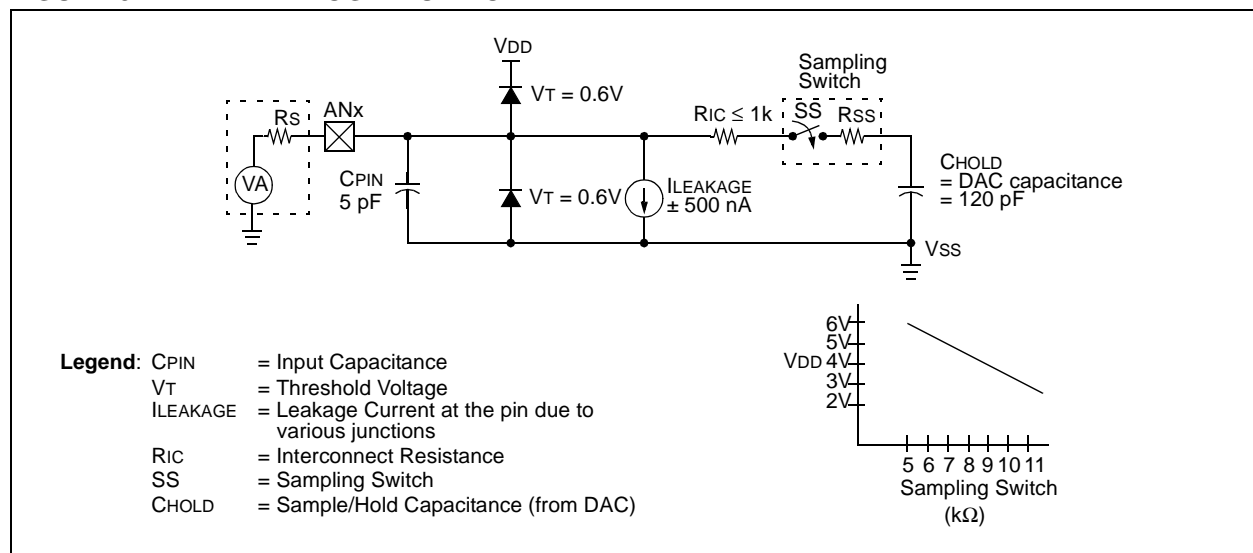 VDD
Sampling
Switch
VT = 0.6V
ANx
RS
RIC ≤ 1k
SS
RSS
VA
CPIN
5 pF
VT = 0.6V
ILEAKAGE
± 500 nA
CHOLD
= DAC capacitance
= 120 pF
VSS
Legend: CPIN = Input Capacitance
VT = Threshold Voltage
ILEAKAGE = Leakage Current at the pin due to
various junctions
RIC = Interconnect Resistance
SS = Sampling Switch
CHOLD = Sample/Hold Capacitance (from DAC)
6V
5V
VDD 4V
3V
2V
5 6 7 8 9 10 11
Sampling Switch
(kΩ)